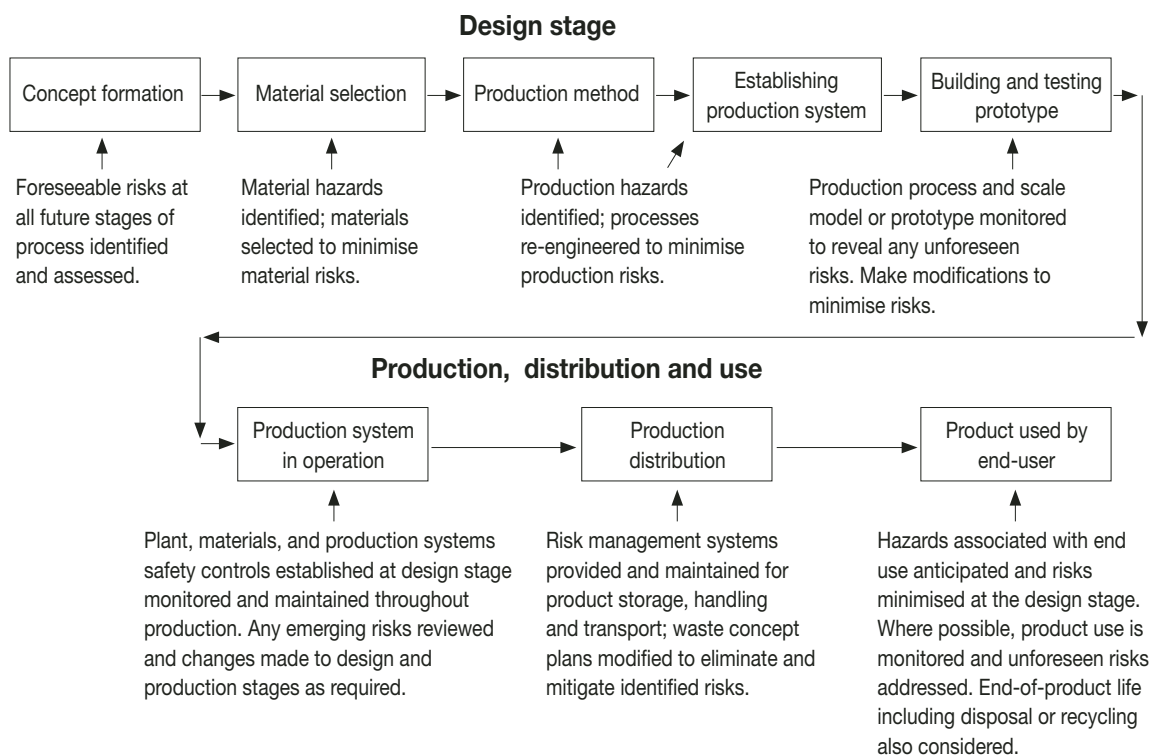 Design stage
Concept formation
Material selection
Production method
Establishing
production system
Building and testing
prototype
Foreseeable risks at
all future stages of
process identified
and assessed.
Material hazards
identified; materials
selected to minimise
material risks.
Production hazards
identified; processes
re-engineered to minimise
production risks.
Production process and scale
model or prototype monitored
to reveal any unforeseen
risks. Make modifications to
minimise risks.
Production, distribution and use
Production system
in operation
Production
distribution
Product used by
end-user
Plant, materials, and production systems
safety controls established at design stage
monitored and maintained throughout
production. Any emerging risks reviewed
and changes made to design and
production stages as required.
Risk management systems
provided and maintained for
product storage, handling
and transport; waste concept
plans modified to eliminate and
mitigate identified risks.
Hazards associated with end
use anticipated and risks
minimised at the design stage.
Where possible, product use is
monitored and unforeseen risks
addressed. End-of-product life
including disposal or recycling
also considered.